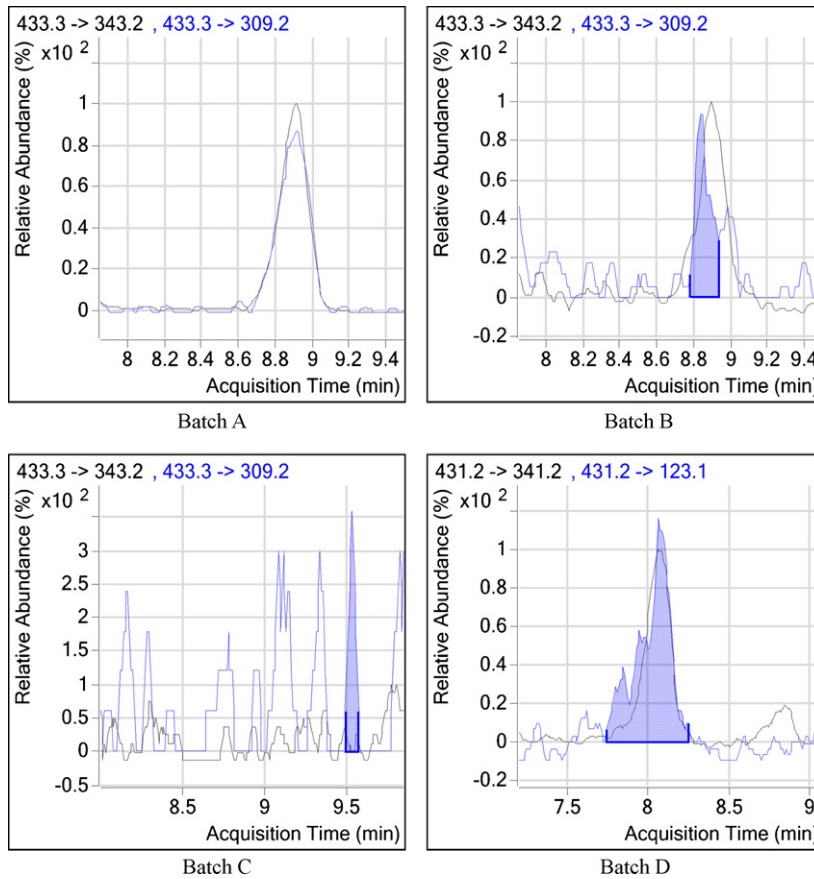 433.3 -> 343.2 , 433.3 -> 309.2
x10 2
Relative Abundance (%)
1
0.8
0.6
0.4
0.2
0
8 8.2 8.4 8.6 8.8 9 9.2 9.4
Acquisition Time (min)
Batch A
433.3 -> 343.2 , 433.3 -> 309.2
x10 2
Relative Abundance (%)
1
0.8
0.6
0.4
0.2
0
-0.2
8 8.2 8.4 8.6 8.8 9 9.2 9.4
Acquisition Time (min)
Batch B
433.3 -> 343.2 , 433.3 -> 309.2
x10 2
Relative Abundance (%)
3
2.5
2
1.5
1
0.5
0
-0.5
8.5 9 9.5
Acquisition Time (min)
Batch C
431.2 -> 341.2 , 431.2 -> 123.1
x10 2
Relative Abundance (%)
1
0.8
0.6
0.4
0.2
0
-0.2
7.5 8 8.5 9
Acquisition Time (min)
Batch D